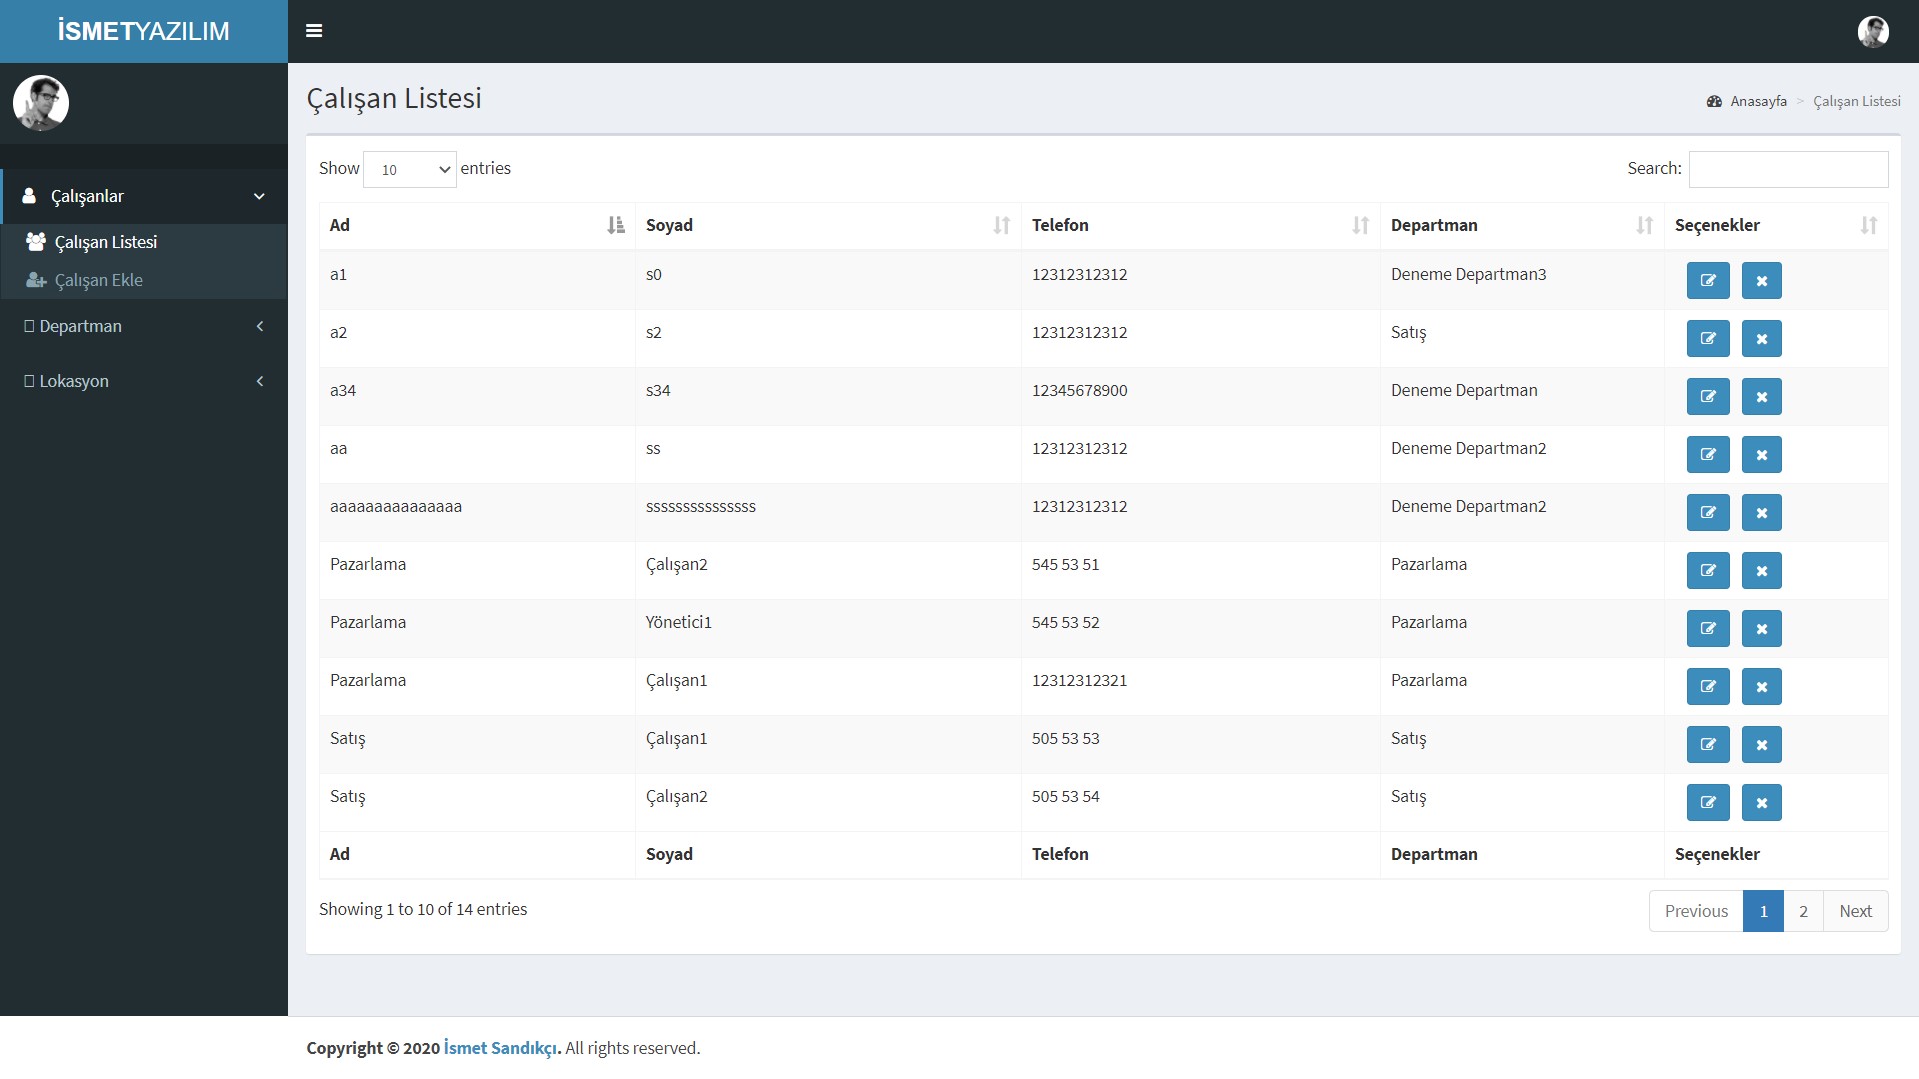 İSMETYAZILIM
Çalışanlar
Çalışan Listesi
Çalışan Ekle
Departman
Lokasyon
Çalışan Listesi
Anasayfa > Çalışan Listesi
Show 10 entries
Search:
Ad Soyad Telefon Departman Seçenekler
a1 s0 12312312312 Deneme Departman3
a2 s2 12312312312 Satış
a34 s34 12345678900 Deneme Departman
aa ss 12312312312 Deneme Departman2
aaaaaaaaaaaaaaa sssssssssssssss 12312312312 Deneme Departman2
Pazarlama Çalışan2 545 53 51 Pazarlama
Pazarlama Yönetici1 545 53 52 Pazarlama
Pazarlama Çalışan1 12312312321 Pazarlama
Satış Çalışan1 505 53 53 Satış
Satış Çalışan2 505 53 54 Satış
Ad Soyad Telefon Departman Seçenekler
Showing 1 to 10 of 14 entries
Previous 1 2 Next
Copyright © 2020 İsmet Sandıkçı. All rights reserved.